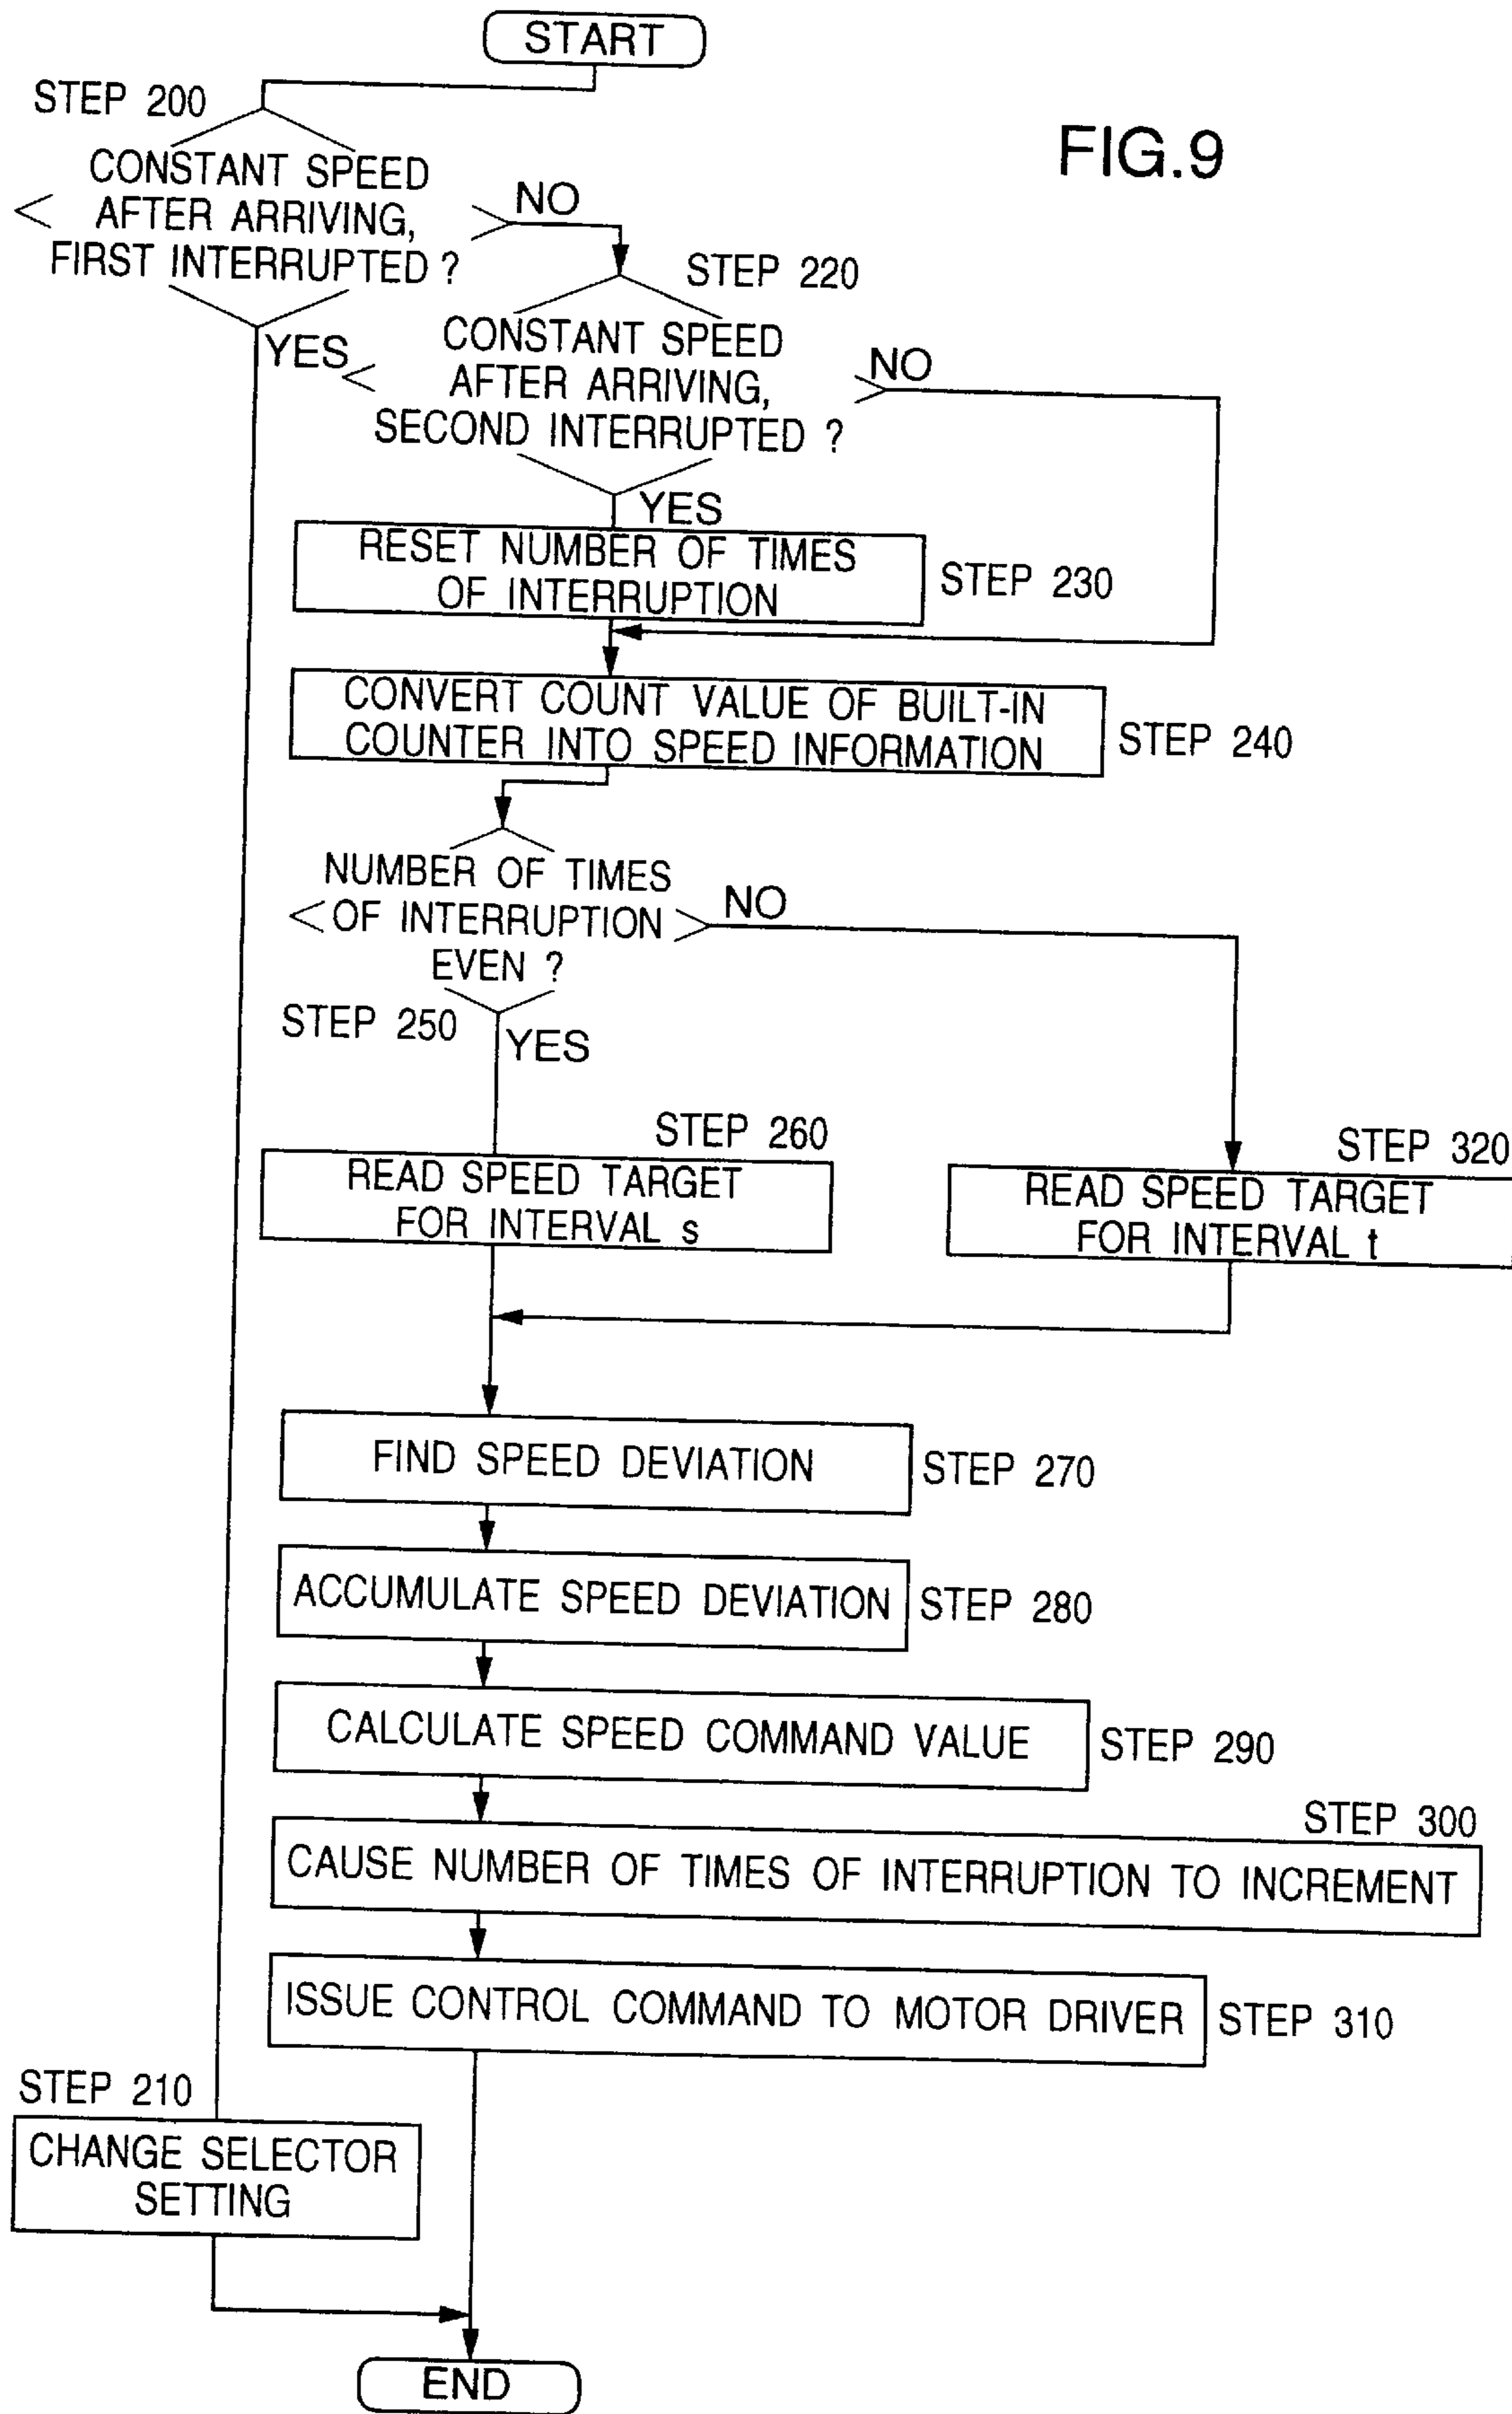 START
STEP 200
FIG.9
CONSTANT SPEED
AFTER ARRIVING,
FIRST INTERRUPTED ?
NO
YES
STEP 220
CONSTANT SPEED
AFTER ARRIVING,
SECOND INTERRUPTED ?
NO
YES
RESET NUMBER OF TIMES
OF INTERRUPTION
STEP 230
CONVERT COUNT VALUE OF BUILT-IN
COUNTER INTO SPEED INFORMATION
STEP 240
NUMBER OF TIMES
OF INTERRUPTION
EVEN ?
NO
STEP 250
YES
STEP 260
READ SPEED TARGET
FOR INTERVAL s
STEP 320
READ SPEED TARGET
FOR INTERVAL t
FIND SPEED DEVIATION
STEP 270
ACCUMULATE SPEED DEVIATION
STEP 280
CALCULATE SPEED COMMAND VALUE
STEP 290
STEP 300
CAUSE NUMBER OF TIMES OF INTERRUPTION TO INCREMENT
ISSUE CONTROL COMMAND TO MOTOR DRIVER
STEP 310
STEP 210
CHANGE SELECTOR
SETTING
END